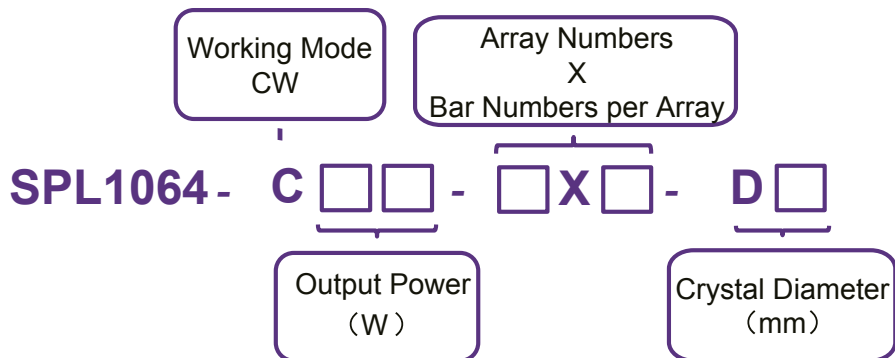 Working Mode
CW
Array Numbers
X
Bar Numbers per Array
SPL1064 - C□□ - □X□ - D□
Output Power
（W）
Crystal Diameter
（mm）